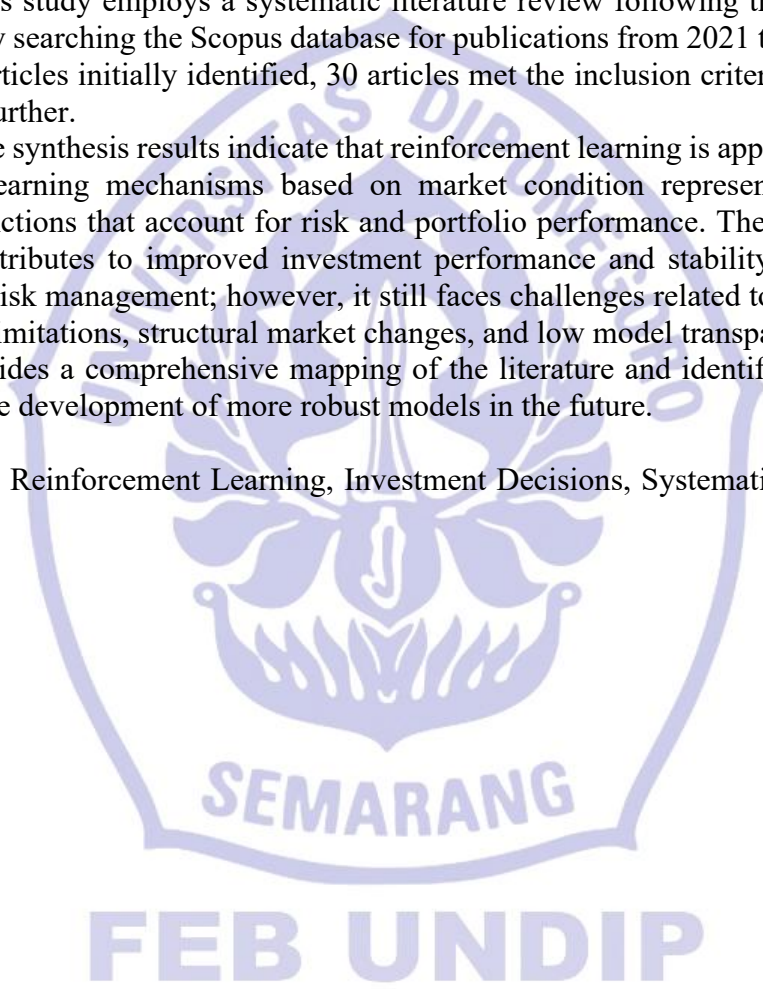 s study employs a systematic literature review following th
y searching the Scopus database for publications from 2021 t
rticles initially identified, 30 articles met the inclusion criter
urther.
e synthesis results indicate that reinforcement learning is app
earning mechanisms based on market condition represen
ctions that account for risk and portfolio performance. The
tributes to improved investment performance and stability
isk management; however, it still faces challenges related to
imitations, structural market changes, and low model transpa
ides a comprehensive mapping of the literature and identif
e development of more robust models in the future.
Reinforcement Learning, Investment Decisions, Systemati
UNIVERSITAS DIPONEGORO
SEMARANG
FEB UNDIP